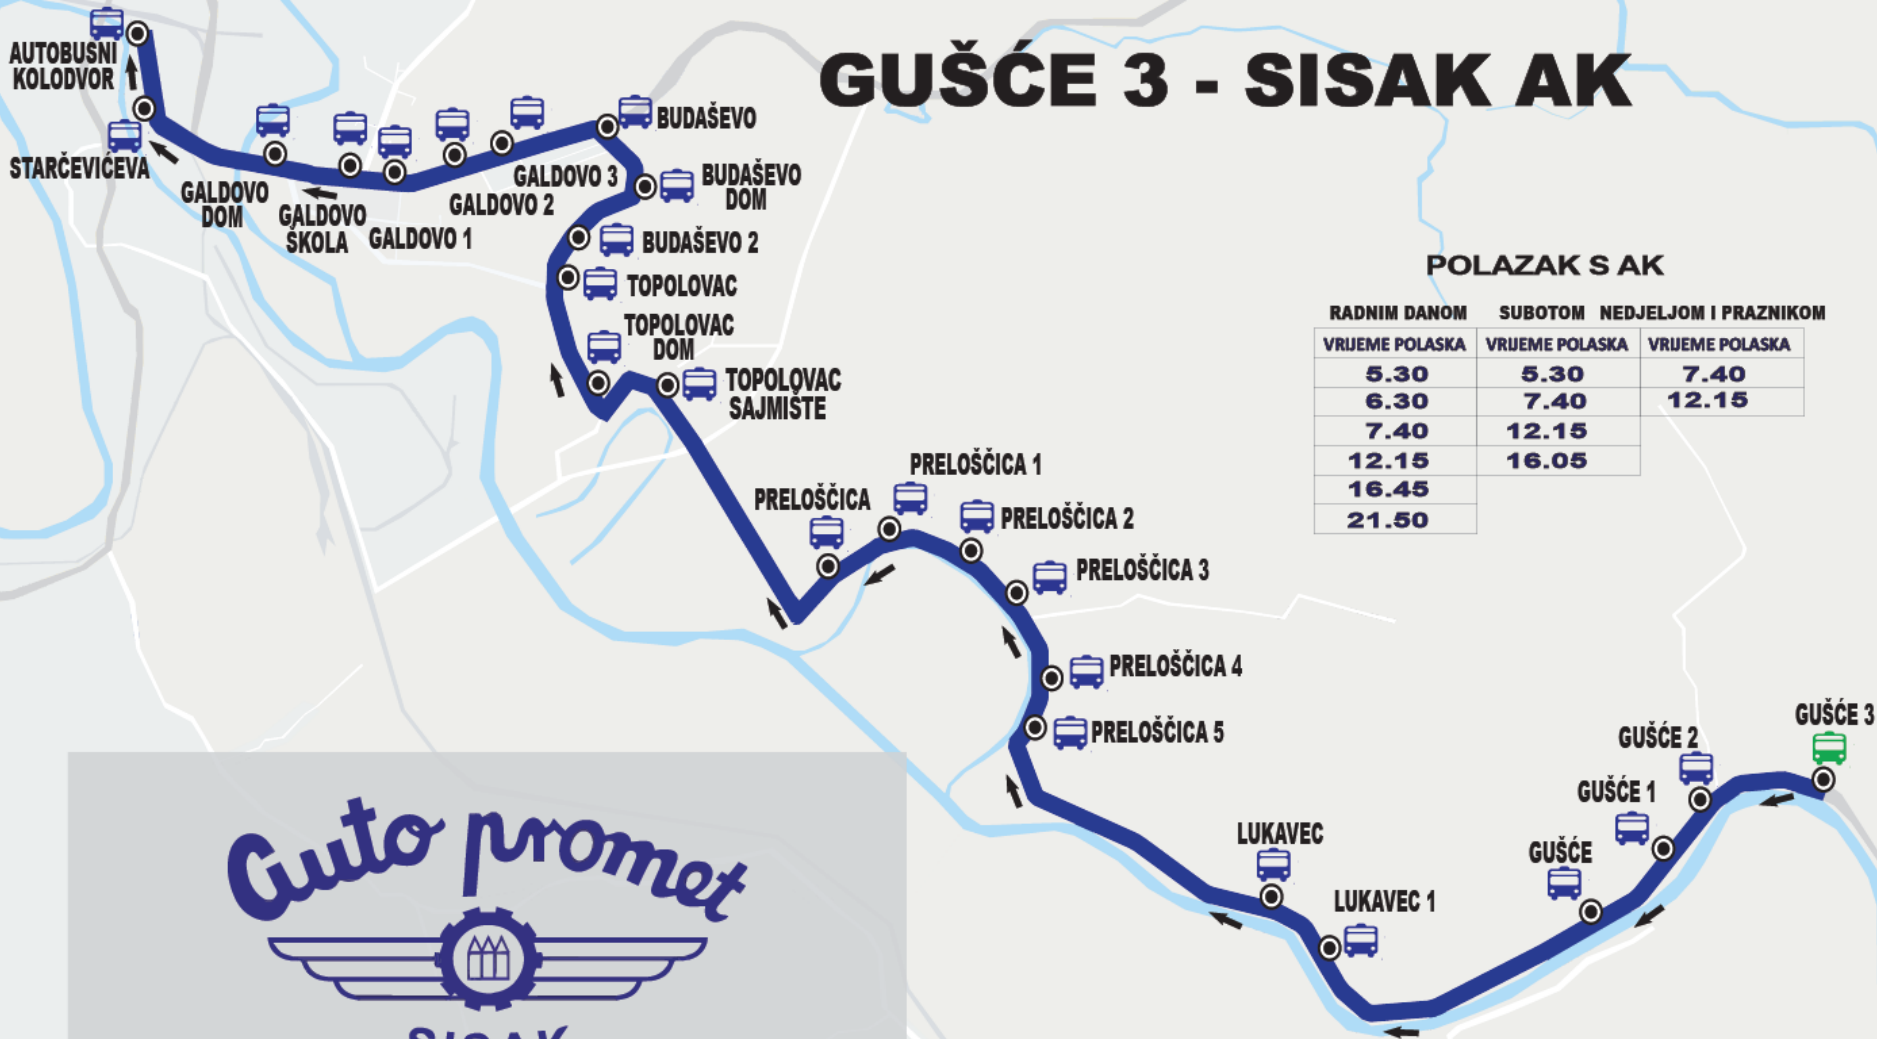 GUŠĆE 3 - SISAK AK
AUTOBUSNI
KOLODVOR
STARČEVIĆEVA
GALDOVO
DOM
GALDOVO
ŠKOLA
GALDOVO 1
GALDOVO 2
GALDOVO 3
BUDAŠEVO
BUDAŠEVO
DOM
BUDAŠEVO 2
TOPOLOVAC
TOPOLOVAC
DOM
TOPOLOVAC
SAJMIŠTE
PRELOŠČICA
PRELOŠČICA 1
PRELOŠČICA 2
PRELOŠČICA 3
PRELOŠČICA 4
PRELOŠČICA 5
LUKAVEC
LUKAVEC 1
GUŠĆE
GUŠĆE 1
GUŠĆE 2
GUŠĆE 3
POLAZAK S AK
RADNIM DANOM SUBOTOM NEDJELJOM I PRAZNIKOM
VRIJEME POLASKA VRIJEME POLASKA VRIJEME POLASKA
5.30 5.30 7.40
6.30 7.40 12.15
7.40 12.15
12.15 16.05
16.45
21.50
Auto promet
SISAK